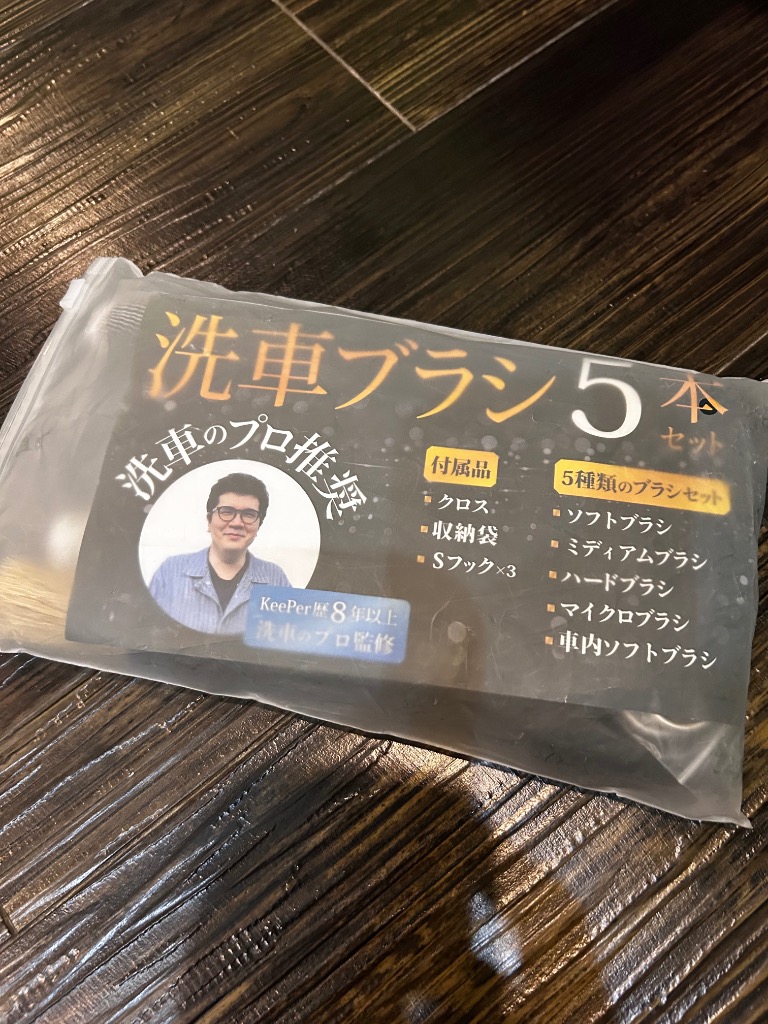 洗車ブラシ5本
セット
洗車のプロ推奨
KeePer歴8年以上
洗車のプロ監修
付属品
クロス
収納袋
Sフック×3
5種類のブラシセット
ソフトブラシ
ミディアムブラシ
ハードブラシ
マイクロブラシ
車内ソフトブラシ